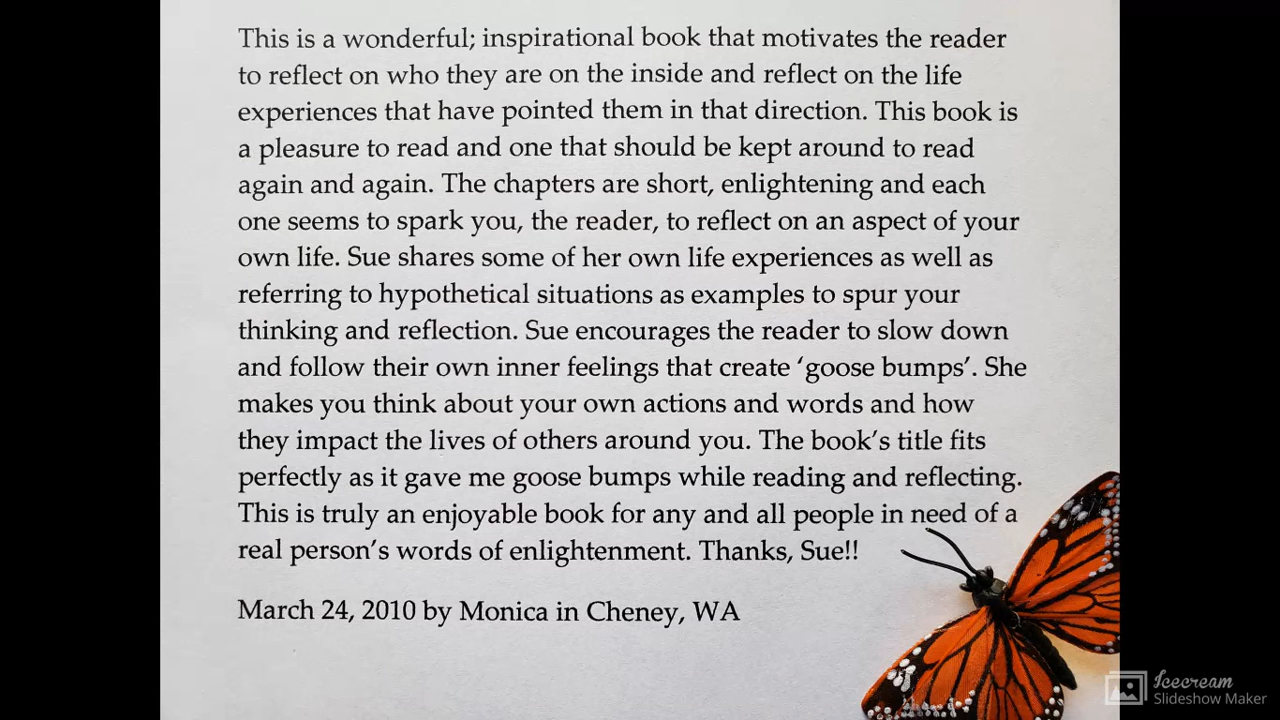 This is a wonderful; inspirational book that motivates the reader
to reflect on who they are on the inside and reflect on the life
experiences that have pointed them in that direction. This book is
a pleasure to read and one that should be kept around to read
again and again. The chapters are short, enlightening and each
one seems to spark you, the reader, to reflect on an aspect of your
own life. Sue shares some of her own life experiences as well as
referring to hypothetical situations as examples to spur your
thinking and reflection. Sue encourages the reader to slow down
and follow their own inner feelings that create ‘goose bumps’. She
makes you think about your own actions and words and how
they impact the lives of others around you. The book’s title fits
perfectly as it gave me goose bumps while reading and reflecting.
This is truly an enjoyable book for any and all people in need of a
real person’s words of enlightenment. Thanks, Sue!!
March 24, 2010 by Monica in Cheney, WA
Icecream
Slideshow Maker